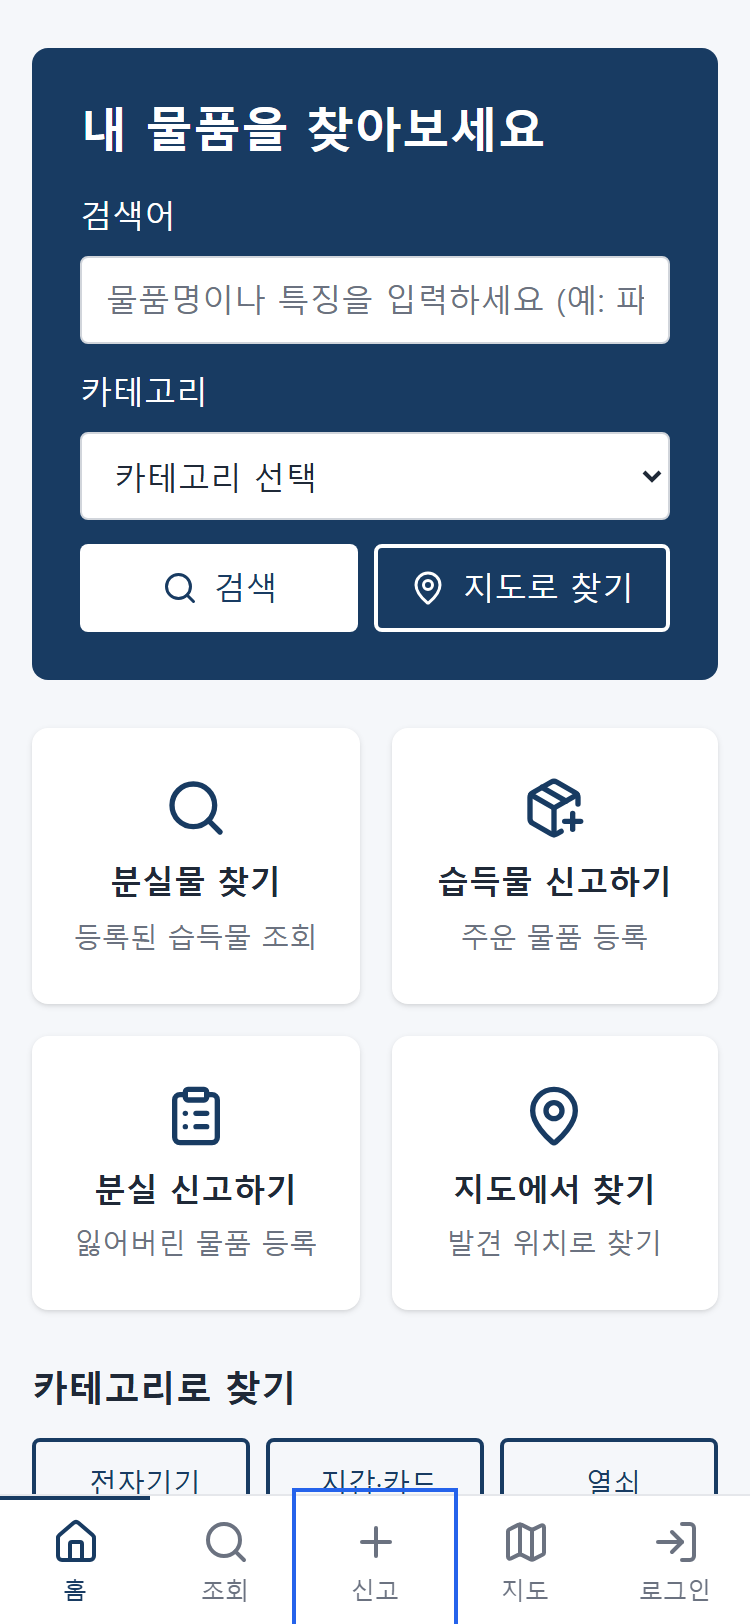 내 물품을 찾아보세요
검색어
물품명이나 특징을 입력하세요 (예: 파
카테고리
카테고리 선택
검색
지도로 찾기
분실물 찾기
등록된 습득물 조회
습득물 신고하기
주운 물품 등록
분실 신고하기
잃어버린 물품 등록
지도에서 찾기
발견 위치로 찾기
카테고리로 찾기
전자기기
지갑·카드
열쇠
홈
조회
신고
지도
로그인